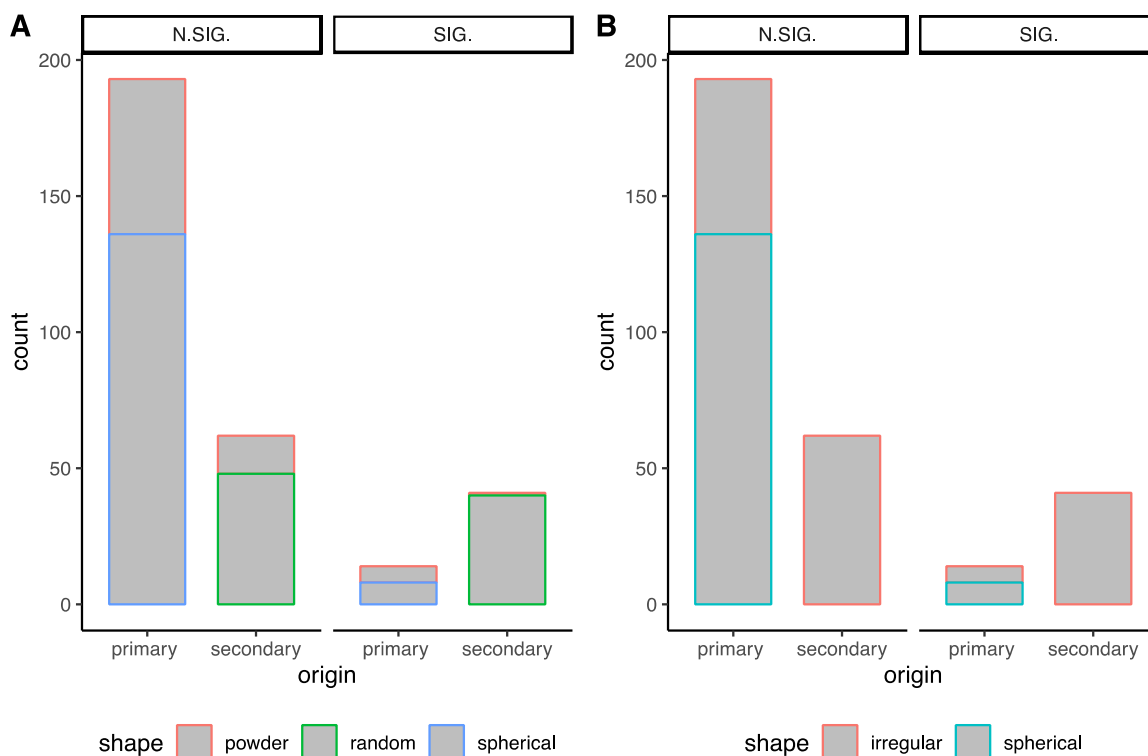 A
N.SIG.
SIG.
200
150
100
50
0
count
primary
secondary
primary
secondary
origin
shape powder random spherical
B
N.SIG.
SIG.
200
150
100
50
0
count
primary
secondary
primary
secondary
origin
shape irregular spherical